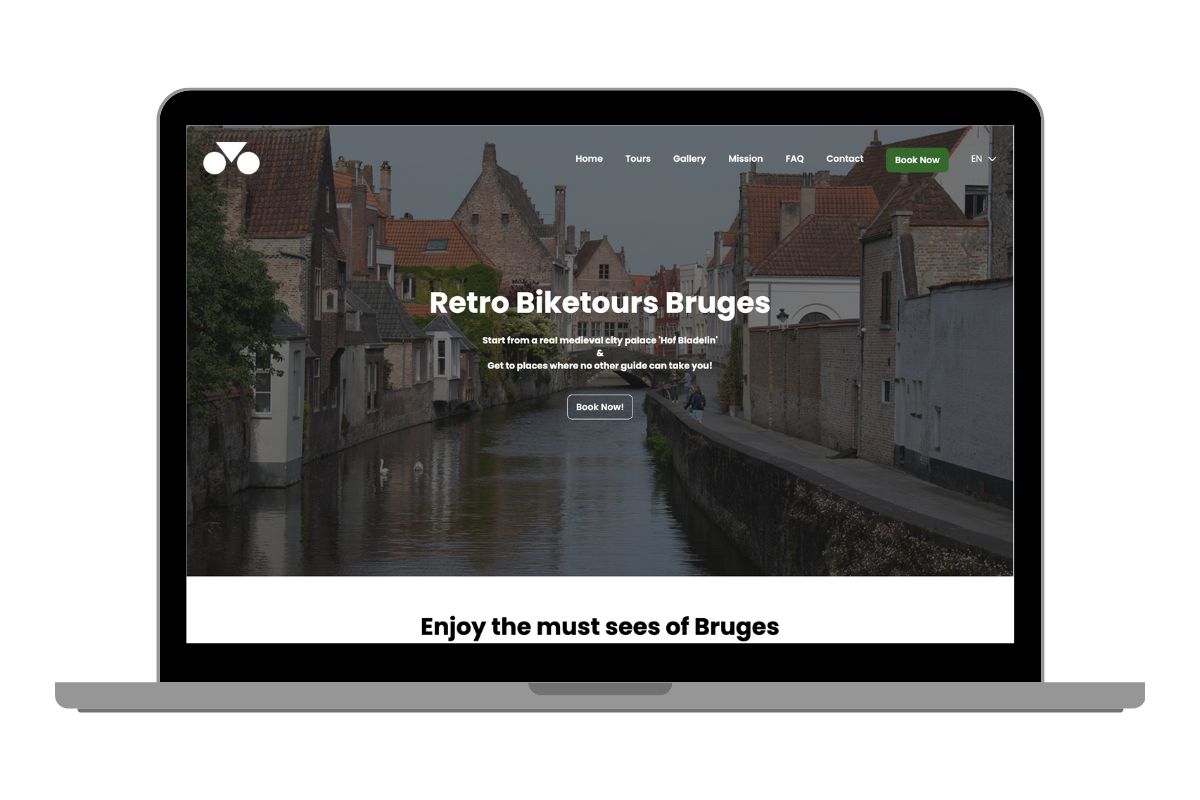 Home Tours Gallery Mission FAQ Contact Book Now EN
Retro Biketours Bruges
Start from a real medieval city palace 'Hof Bladelin'
&
Get to places where no other guide can take you!
Book Now!
Enjoy the must sees of Bruges